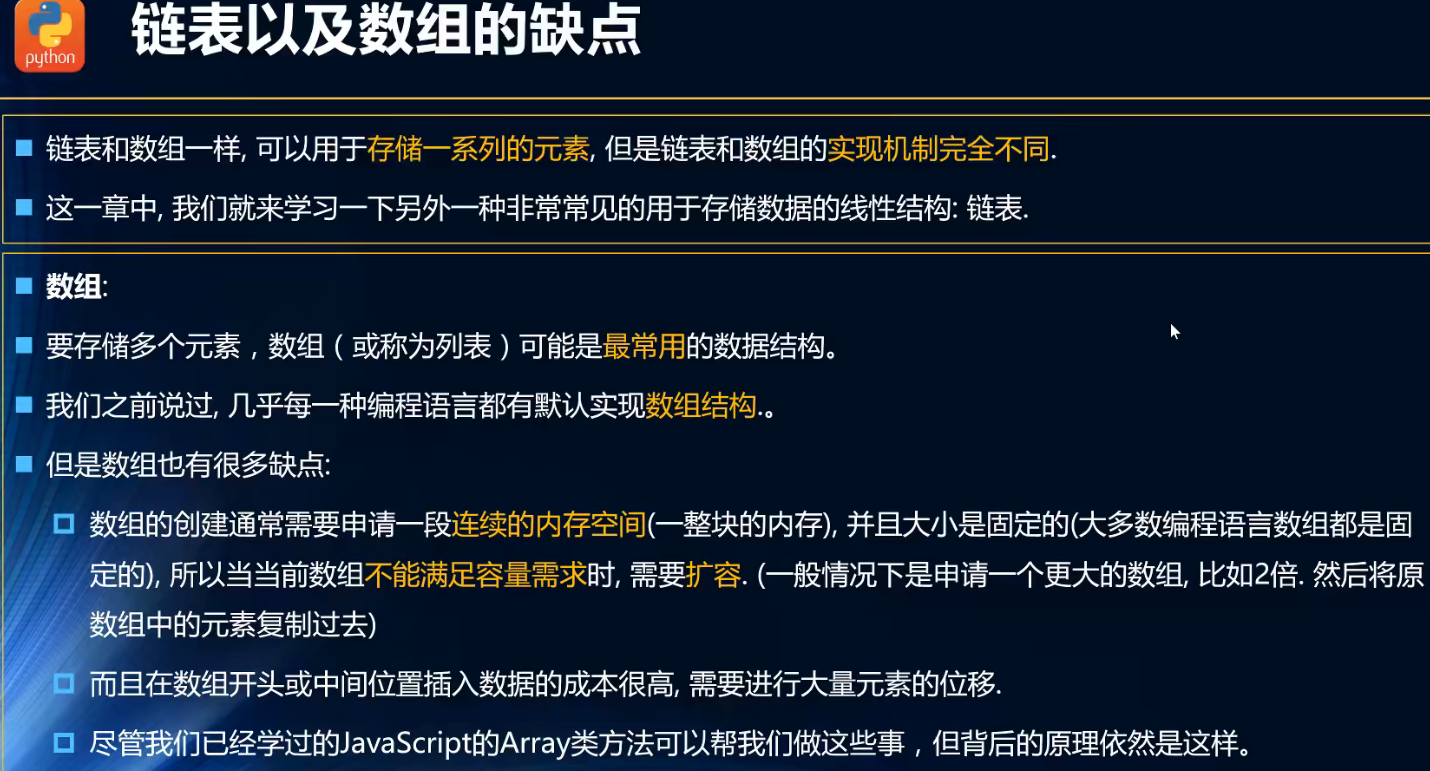 python
链表以及数组的缺点
链表和数组一样, 可以用于存储一系列的元素, 但是链表和数组的实现机制完全不同.
这一章中, 我们就来学习一下另外一种非常常见的用于存储数据的线性结构: 链表.
数组:
要存储多个元素，数组（或称为列表）可能是最常用的数据结构。
我们之前说过, 几乎每一种编程语言都有默认实现数组结构.。
但是数组也有很多缺点:
数组的创建通常需要申请一段连续的内存空间(一整块的内存), 并且大小是固定的(大多数编程语言数组都是固
定的), 所以当当前数组不能满足容量需求时, 需要扩容. (一般情况下是申请一个更大的数组, 比如2倍. 然后将原
数组中的元素复制过去)
而且在数组开头或中间位置插入数据的成本很高, 需要进行大量元素的位移.
尽管我们已经学过的JavaScript的Array类方法可以帮我们做这些事，但背后的原理依然是这样。